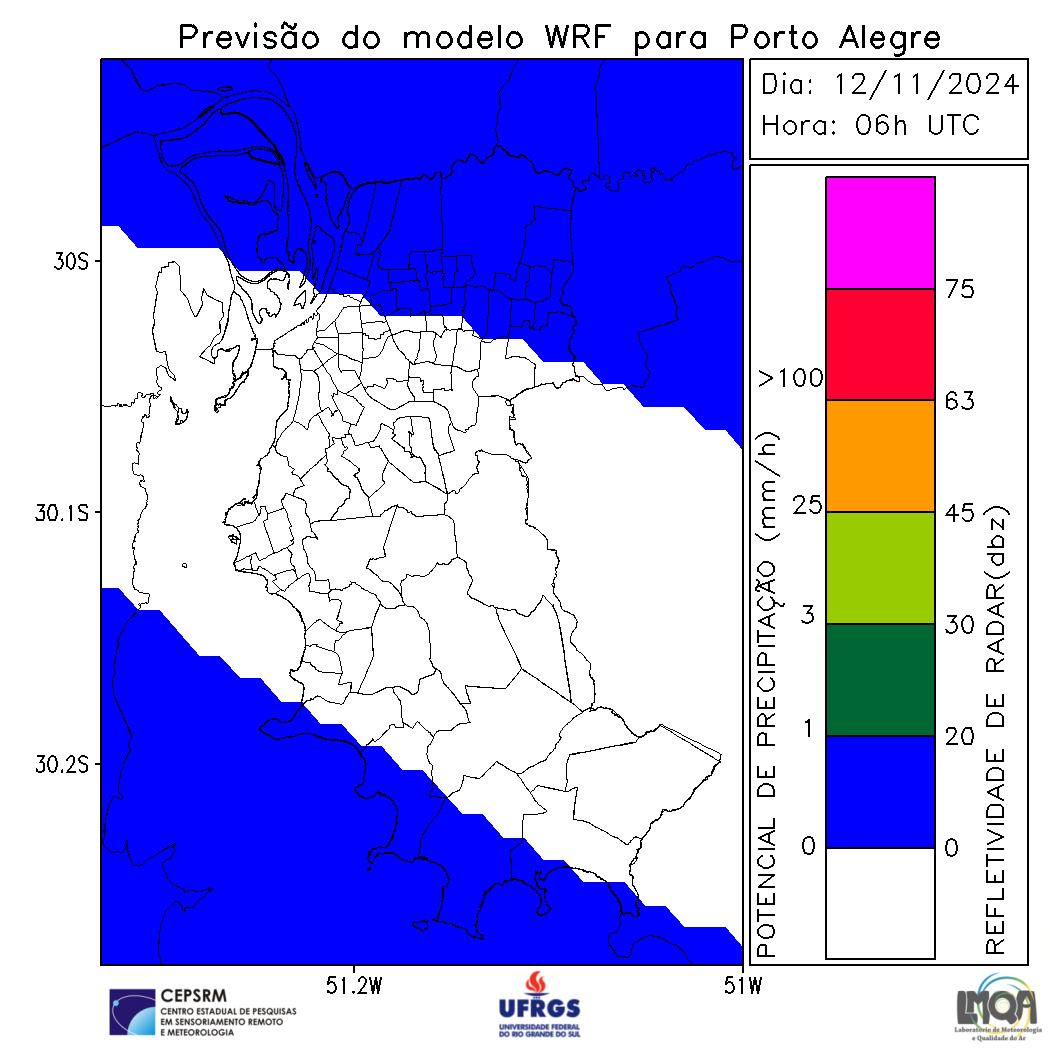 Previsão do modelo WRF para Porto Alegre
Dia: 12/11/2024
Hora: 06h UTC
30S
30.1S
30.2S
51.2W
51W
POTENCIAL DE PRECIPITAÇÃO (mm/h)
>100
25
3
1
0
75
63
45
30
20
0
REFLETIVIDADE DE RADAR(dbz)
CEPSRM
CENTRO ESTADUAL DE PESQUISAS
EM SENSORIAMENTO REMOTO
E METEOROLOGIA
UFRGS
UNIVERSIDADE FEDERAL
DO RIO GRANDE DO SUL
LMQA
Laboratório de Meteorologia
e Qualidade do Ar